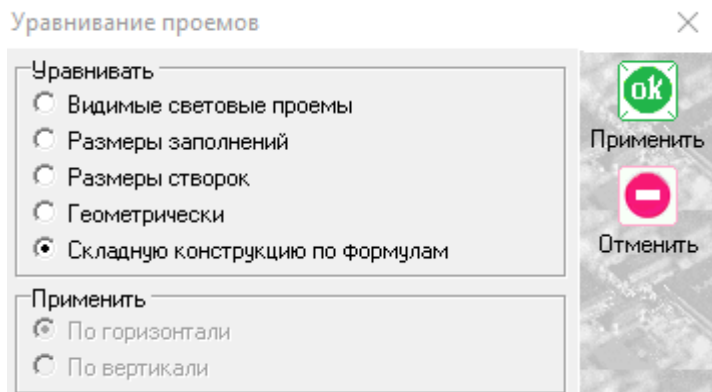 Уравнивание проемов
Уравнивать
Видимые световые проемы
Размеры заполнений
Размеры створок
Геометрически
Складную конструкцию по формулам
Применить
По горизонтали
По вертикали
ok
Применить
Отменить